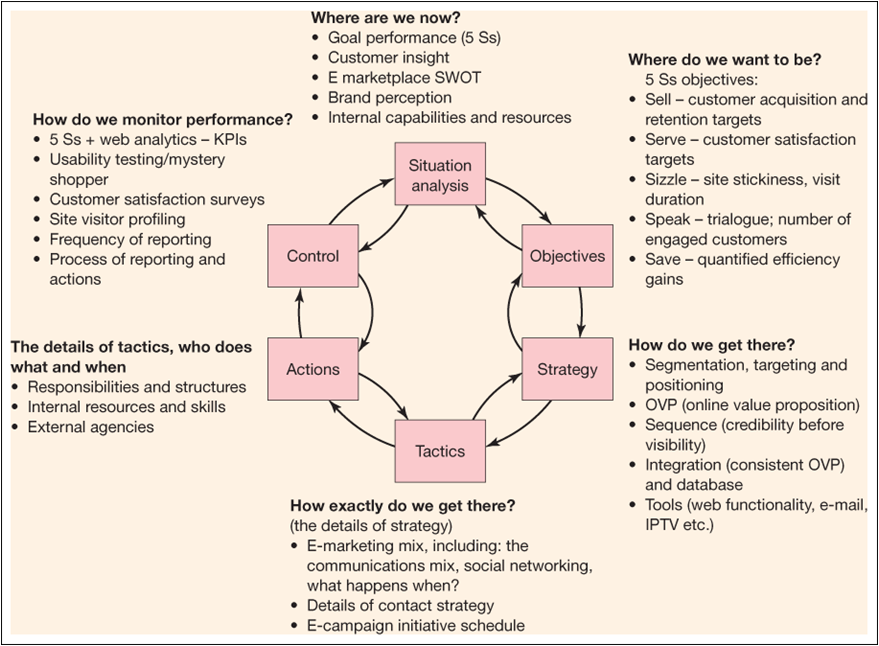 Where are we now?
• Goal performance (5 Ss)
• Customer insight
• E marketplace SWOT
• Brand perception
• Internal capabilities and resources
Where do we want to be?
5 Ss objectives:
• Sell – customer acquisition and
retention targets
• Serve – customer satisfaction
targets
• Sizzle – site stickiness, visit
duration
• Speak – trialogue; number of
engaged customers
• Save – quantified efficiency
gains
How do we monitor performance?
• 5 Ss + web analytics – KPIs
• Usability testing/mystery
shopper
• Customer satisfaction surveys
• Site visitor profiling
• Frequency of reporting
• Process of reporting and
actions
Situation
analysis
Control
Objectives
Actions
Strategy
Tactics
The details of tactics, who does
what and when
• Responsibilities and structures
• Internal resources and skills
• External agencies
How do we get there?
• Segmentation, targeting and
positioning
• OVP (online value proposition)
• Sequence (credibility before
visibility)
• Integration (consistent OVP)
and database
• Tools (web functionality, e-mail,
IPTV etc.)
How exactly do we get there?
(the details of strategy)
• E-marketing mix, including: the
communications mix, social networking,
what happens when?
• Details of contact strategy
• E-campaign initiative schedule